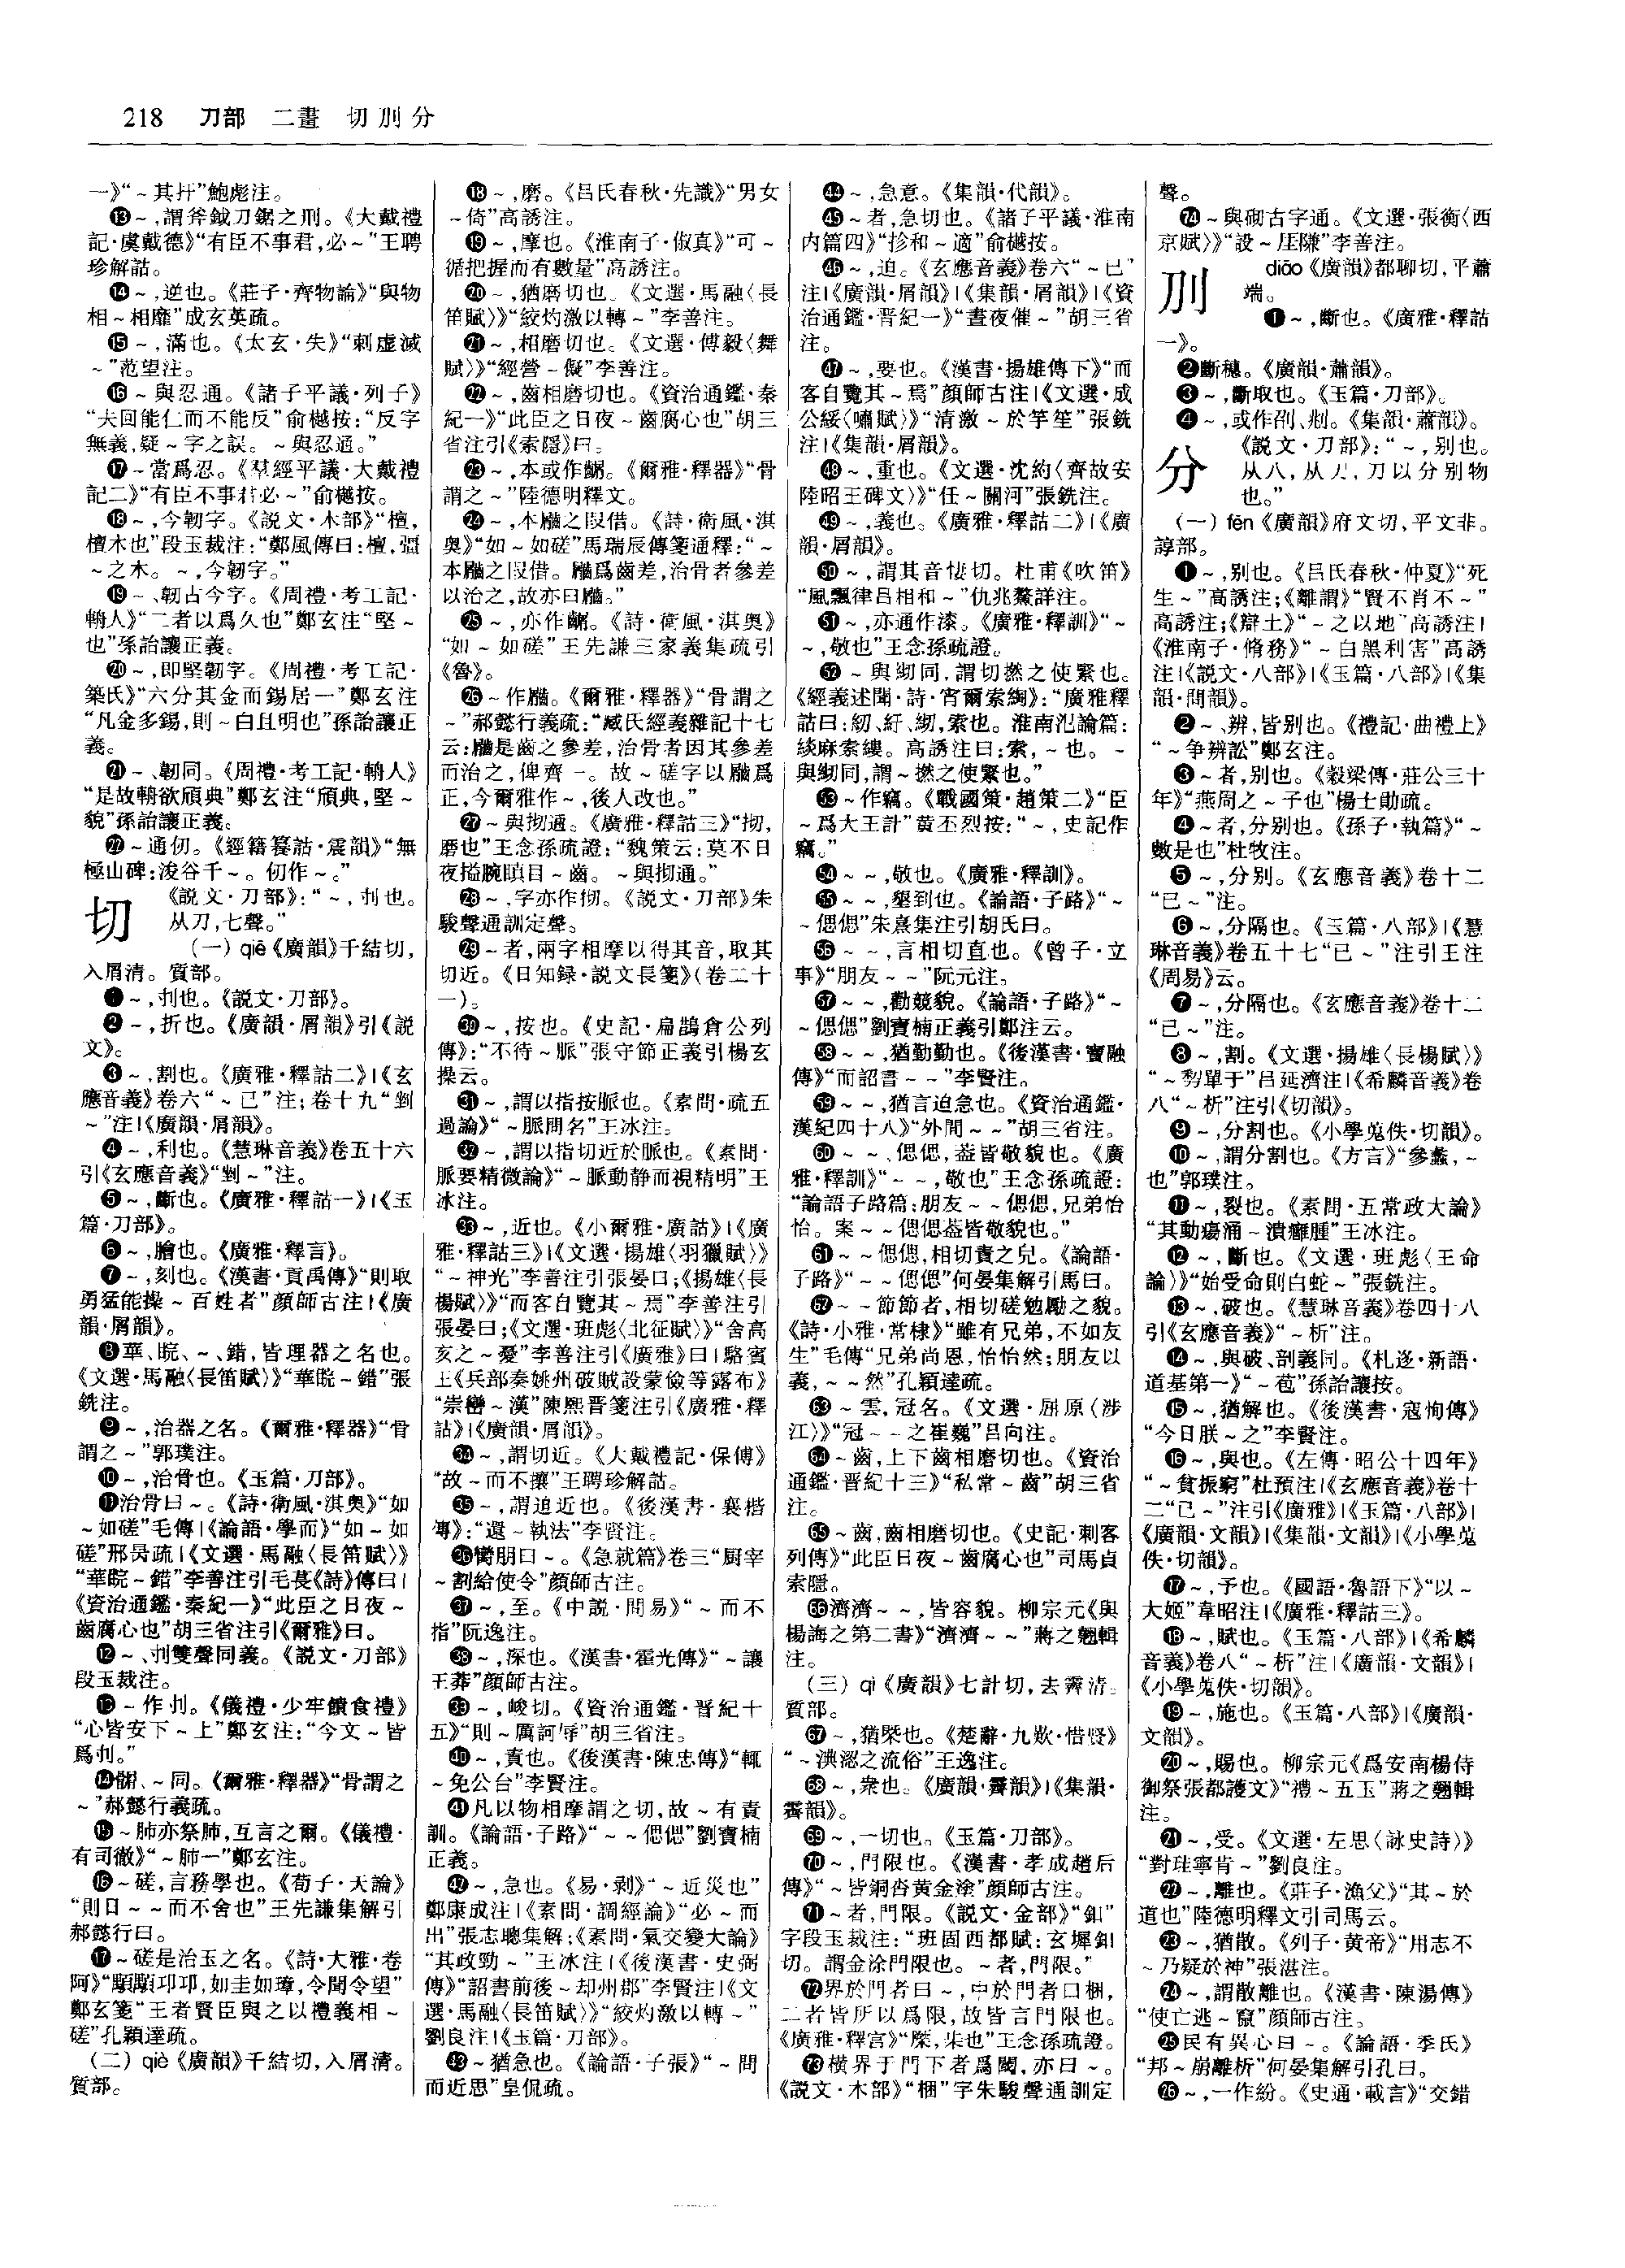 218 刀部 二畫 切刐分
一》“～其扞”鮑彪注。
⓭～,謂斧鉞刀鋸之刑。《大戴禮
記·虞戴德》“有臣不事君,必～”王聘
珍解詁。
⓮～,逆也。《莊子·齊物論》“與物
相～相靡”成玄英疏。
⓯～,滿也。《太玄·失》“刺虛滅
～”范望注。
⓰～與忍通。《諸子平議·列子》
“夫回能仁而不能反”俞樾按:“反字
無義,疑～字之誤。～與忍通。”
⓱～當爲忍。《羣經平議·大戴禮
記二》“有臣不事君必～”俞樾按。
⓲～,今韌字。《説文·木部》“檀,
檀木也”段玉裁注:“鄭風傳曰:檀,彊
～之木。～,今韌字。”
⓳～、韌古今字。《周禮·考工記·
輈人》“二者以爲久也”鄭玄注“堅～
也”孫詒讓正義。
⓴～,即堅韌字。《周禮·考工記·
築氏》“六分其金而錫居一”鄭玄注
“凡金多錫,則～白且明也”孫詒讓正
義。
㉑～、韌同。《周禮·考工記·輈人》
“是故輈欲頎典”鄭玄注“頎典,堅～
貌”孫詒讓正義。
㉒～通仞。《經籍籑詁·震韻》“無
極山碑:浚谷千～。仞作～。”
切
《説文·刀部》:“～,刌也。
从刀,七聲。”
(一) qiē《廣韻》千結切,
入屑清。質部。
❶～,刌也。《説文·刀部》。
❷～,折也。《廣韻·屑韻》引《説
文》。
❸～,割也。《廣雅·釋詁二》|《玄
應音義》卷六“～己”注;卷十九“剉
～”注|《廣韻·屑韻》。
❹～,利也。《慧琳音義》卷五十六
引《玄應音義》“剉～”注。
❺～,斷也。《廣雅·釋詁一》|《玉
篇·刀部》。
❻～,膾也。《廣雅·釋言》。
❼～,刻也。《漢書·貢禹傳》“則取
勇猛能操～百姓者”顏師古注|《廣
韻·屑韻》。
❽華、睆、～、錯,皆理器之名也。
《文選·馬融〈長笛賦〉》“華睆～錯”張
銑注。
❾～,治器之名。《爾雅·釋器》“骨
謂之～”郭璞注。
❿～,治骨也。《玉篇·刀部》。
⓫治骨曰～。《詩·衛風·淇奥》“如
～如磋”毛傳|《論語·學而》“如～如
磋”邢昺疏|《文選·馬融〈長笛賦〉》
“華睆～錯”李善注引毛萇《詩》傳曰|
《資治通鑑·秦紀一》“此臣之日夜～
齒腐心也”胡三省注引《爾雅》曰。
⓬～、刌雙聲同義。《説文·刀部》
段玉裁注。
⓭～作刌。《儀禮·少牢饋食禮》
“心皆安下～上”鄭玄注:“今文～皆
爲刌。”
⓮䶦、～同。《爾雅·釋器》“骨謂之
～”郝懿行義疏。
⓯～肺亦祭肺,互言之爾。《儀禮·
有司徹》“～肺一”鄭玄注。
⓰～磋,言務學也。《荀子·天論》
“則日～～而不舍也”王先謙集解引
郝懿行曰。
⓱～磋是治玉之名。《詩·大雅·卷
阿》“顒顒卬卬,如圭如璋,令聞令望”
鄭玄箋“王者賢臣與之以禮義相～
磋”孔穎達疏。
(二) qiè《廣韻》千結切,入屑清。
質部。
⓲～,磨。《吕氏春秋·先識》“男女
～倚”高誘注。
⓳～,摩也。《淮南子·俶真》“可～
循把握而有數量”高誘注。
⓴～,猶磨切也。《文選·馬融〈長
笛賦〉》“絞灼激以轉～”李善注。
㉑～,相磨切也。《文選·傅毅〈舞
賦〉》“經營～儗”李善注。
㉒～,齒相磨切也。《資治通鑑·秦
紀一》“此臣之日夜～齒腐心也”胡三
省注引《索隱》曰。
㉓～,本或作䶦。《爾雅·釋器》“骨
謂之～”陸德明釋文。
㉔～,本䶪之叚借。《詩·衛風·淇
奥》“如～如磋”馬瑞辰傳箋通釋:“～
本䶪之叚借。䶪爲齒差,治骨者參差
以治之,故亦曰䶪。”
㉕～,亦作䶦。《詩·衛風·淇奥》
“如～如磋”王先謙三家義集疏引
《魯》。
㉖～作䶪。《爾雅·釋器》“骨謂之
～”郝懿行義疏:“臧氏經義雜記十七
云:䶪是齒之參差,治骨者因其參差
而治之,俾齊一。故～磋字以䶪爲
正,今爾雅作～,後人改也。”
㉗～與㧉通。《廣雅·釋詁三》“㧉,
磨也”王念孫疏證:“魏策云:莫不日
夜搤腕瞋目～齒。～與㧉通。”
㉘～,字亦作㧉。《説文·刀部》朱
駿聲通訓定聲。
㉙～者,兩字相摩以得其音,取其
切近。《日知録·説文長箋》(卷二十
一)。
㉚～,按也。《史記·扁鵲倉公列
傳》:“不待～脈”張守節正義引楊玄
操云。
㉛～,謂以指按脈也。《素問·疏五
過論》“～脈問名”王冰注。
㉜～,謂以指切近於脈也。《素問·
脈要精微論》“～脈動静而視精明”王
冰注。
㉝～,近也。《小爾雅·廣詁》|《廣
雅·釋詁三》|《文選·揚雄〈羽獵賦〉》
“～神光”李善注引張晏曰;《揚雄〈長
楊賦〉》“而客自覽其～焉”李善注引
張晏曰;《文選·班彪〈北征賦〉》“舍高
亥之～憂”李善注引《廣雅》曰|駱賓
王《兵部奏姚州破賊設蒙儉等露布》
“崇巒～漢”陳熙晋箋注引《廣雅·釋
詁》|《廣韻·屑韻》。
㉞～,謂切近。《大戴禮記·保傅》
“故～而不攘”王聘珍解詁。
㉟～,謂迫近也。《後漢書·襄楷
傳》:“還～執法”李賢注。
㊱臠朋曰～。《急就篇》卷三“厨宰
～割給使令”顏師古注。
㊲～,至。《中説·問易》“～而不
指”阮逸注。
㊳～,深也。《漢書·霍光傳》“～讓
王莽”顏師古注。
㊴～,峻切。《資治通鑑·晋紀十
五》“則～厲訶辱”胡三省注。
㊵～,責也。《後漢書·陳忠傳》“輒
～免公台”李賢注。
㊶凡以物相摩謂之切,故～有責
訓。《論語·子路》“～～偲偲”劉寶楠
正義。
㊷～,急也。《易·剥》“～近災也”
鄭康成注|《素問·調經論》“必～而
出”張志聰集解;《素問·氣交變大論》
“其政勁～”王冰注|《後漢書·史弼
傳》“詔書前後～却州郡”李賢注|《文
選·馬融〈長笛賦〉》“絞灼激以轉～”
劉良注|《玉篇·刀部》。
㊸～猶急也。《論語·子張》“～問
而近思”皇侃疏。
㊹～,急意。《集韻·代韻》。
㊺～者,急切也。《諸子平議·淮南
内篇四》“抮和～適”俞樾按。
㊻～,迫。《玄應音義》卷六“～已”
注|《廣韻·屑韻》|《集韻·屑韻》|《資
治通鑑·晋紀一》“晝夜催～”胡三省
注。
㊼～,要也。《漢書·揚雄傳下》“而
客自覽其～焉”顏師古注|《文選·成
公綏〈嘯賦〉》“清激～於竽笙”張銑
注|《集韻·屑韻》。
㊽～,重也。《文選·沈約〈齊故安
陸昭王碑文〉》“任～關河”張銑注。
㊾～,義也。《廣雅·釋詁二》|《廣
韻·屑韻》。
㊿～,謂其音悽切。杜甫《吹笛》
“風飄律吕相和～”仇兆鰲詳注。
51～,亦通作漆。《廣雅·釋訓》“～
～,敬也”王念孫疏證。
52～與紉同,謂切撚之使緊也。
《經義述聞·詩·宵爾索綯》:“廣雅釋
詁曰:紉、紆、綯,索也。淮南氾論篇:
緂麻索縷。高誘注曰:索,～也。～
與紉同,謂～撚之使緊也。”
53～作竊。《戰國策·趙策二》“臣
～爲大王計”黄丕烈按:“～,史記作
竊。”
54～～,敬也。《廣雅·釋訓》。
55～～,懇到也。《論語·子路》“～
～偲偲”朱熹集注引胡氏曰。
56～～,言相切直也。《曾子·立
事》“朋友～～”阮元注。
57～～,勸競貌。《論語·子路》“～
～偲偲”劉寶楠正義引鄭注云。
58～～,猶勤勤也。《後漢書·竇融
傳》“而詔書～～”李賢注。
59～～,猶言迫急也。《資治通鑑·
漢紀四十八》“外間～～”胡三省注。
60～～、偲偲,蓋皆敬貌也。《廣
雅·釋訓》“～～,敬也”王念孫疏證:
“論語子路篇:朋友～～偲偲,兄弟怡
怡。案～～偲偲蓋皆敬貌也。”
61～～偲偲,相切責之皃。《論語·
子路》“～～偲偲”何晏集解引馬曰。
62～～節節者,相切磋勉勵之貌。
《詩·小雅·常棣》“雖有兄弟,不如友
生”毛傳“兄弟尚恩,怡怡然;朋友以
義,～～然”孔穎達疏。
63～雲,冠名。《文選·屈原〈涉
江〉》“冠～～之崔巍”吕向注。
64～齒,上下齒相磨切也。《資治
通鑑·晋紀十三》“私常～齒”胡三省
注。
65～齒,齒相磨切也。《史記·刺客
列傳》“此臣日夜～齒腐心也”司馬貞
索隱。
66濟濟～～,皆容貌。柳宗元《與
楊誨之第二書》“濟濟～～”蔣之翹輯
注。
(三) qì《廣韻》七計切,去霽清。
質部。
67～,猶槩也。《楚辭·九歎·惜賢》
“～淟涊之流俗”王逸注。
68～,衆也。《廣韻·霽韻》|《集韻·
霽韻》。
69～,一切也。《玉篇·刀部》。
70～,門限也。《漢書·孝成趙后
傳》“～皆銅沓黄金塗”顏師古注。
71～者,門限。《説文·金部》“釦”
字段玉裁注:“班固西都賦:玄墀釦
切。謂金涂門限也。～者,門限。”
72界於門者曰～,中於門者曰梱,
二者皆所以爲限,故皆言門限也。
《廣雅·釋宫》“橜,朱也”王念孫疏證。
73横界于門下者爲閾,亦曰～。
《説文·木部》“梱”字朱駿聲通訓定
聲。
74～與砌古字通。《文選·張衡〈西
京賦〉》“設～厓隒”李善注。
刐
diāo《廣韻》都聊切,平蕭
端。
❶～,斷也。《廣雅·釋詁
一》。
❷斷穗。《廣韻·蕭韻》。
❸～,斷取也。《玉篇·刀部》。
❹～,或作刟、𠛎。《集韻·蕭韻》。
分
《説文·刀部》:“～,别也。
从八,从刀,刀以分别物
也。”
(一) fēn《廣韻》府文切,平文非。
諄部。
❶～,别也。《吕氏春秋·仲夏》“死
生～”高誘注;《離謂》“賢不肖不～”
高誘注;《辯土》“～之以地”高誘注|
《淮南子·脩務》“～白黑利害”高誘
注|《説文·八部》|《玉篇·八部》|《集
韻·問韻》。
❷～、辨,皆别也。《禮記·曲禮上》
“～争辨訟”鄭玄注。
❸～者,别也。《穀梁傳·莊公三十
年》“燕周之～子也”楊士勛疏。
❹～者,分别也。《孫子·執篇》“～
數是也”杜牧注。
❺～,分别。《玄應音義》卷十二
“已～”注。
❻～,分隔也。《玉篇·八部》|《慧
琳音義》卷五十七“已～”注引王注
《周易》云。
❼～,分隔也。《玄應音義》卷十二
“已～”注。
❽～,割。《文選·揚雄〈長楊賦〉》
“～剺單于”吕延濟注|《希麟音義》卷
八“～析”注引《切韻》。
❾～,分割也。《小學蒐佚·切韻》。
❿～,謂分割也。《方言》“參蠡,～
也”郭璞注。
⓫～,裂也。《素問·五常政大論》
“其動瘍涌～潰癰腫”王冰注。
⓬～,斷也。《文選·班彪〈王命
論〉》“始受命則白蛇～”張銑注。
⓭～,破也。《慧琳音義》卷四十八
引《玄應音義》“～析”注。
⓮～,與破、剖義同。《札迻·新語·
道基第一》“～苞”孫詒讓按。
⓯～,猶解也。《後漢書·寇恂傳》
“今日朕～之”李賢注。
⓰～,與也。《左傳·昭公十四年》
“～貧振窮”杜預注|《玄應音義》卷十
二“已～”注引《廣雅》|《玉篇·八部》|
《廣韻·文韻》|《集韻·文韻》|《小學蒐
佚·切韻》。
⓱～,予也。《國語·魯語下》“以～
大姬”韋昭注|《廣雅·釋詁三》。
⓲～,賦也。《玉篇·八部》|《希麟
音義》卷八“～析”注|《廣韻·文韻》|
《小學蒐佚·切韻》。
⓳～,施也。《玉篇·八部》|《廣韻·
文韻》。
⓴～,賜也。柳宗元《爲安南楊侍
御祭張都護文》“禮～五玉”蔣之翹輯
注。
㉑～,受。《文選·左思〈詠史詩〉》
“對珪寧肯～”劉良注。
㉒～,離也。《莊子·漁父》“其～於
道也”陸德明釋文引司馬云。
㉓～,猶散。《列子·黄帝》“用志不
～乃疑於神”張湛注。
㉔～,謂散離也。《漢書·陳湯傳》
“使亡逃～竄”顏師古注。
㉕民有異心曰～。《論語·季氏》
“邦～崩離析”何晏集解引孔曰。
㉖～,一作紛。《史通·載言》“交錯